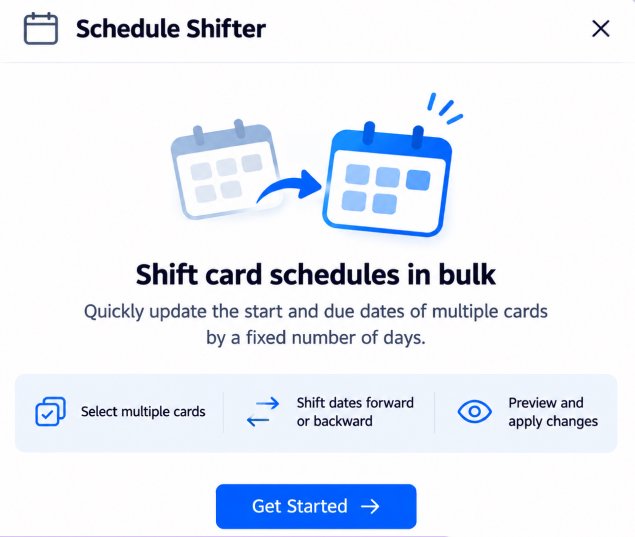 Schedule Shifter
Shift card schedules in bulk
Quickly update the start and due dates of multiple cards
by a fixed number of days.
Select multiple cards
Shift dates forward
or backward
Preview and
apply changes
Get Started